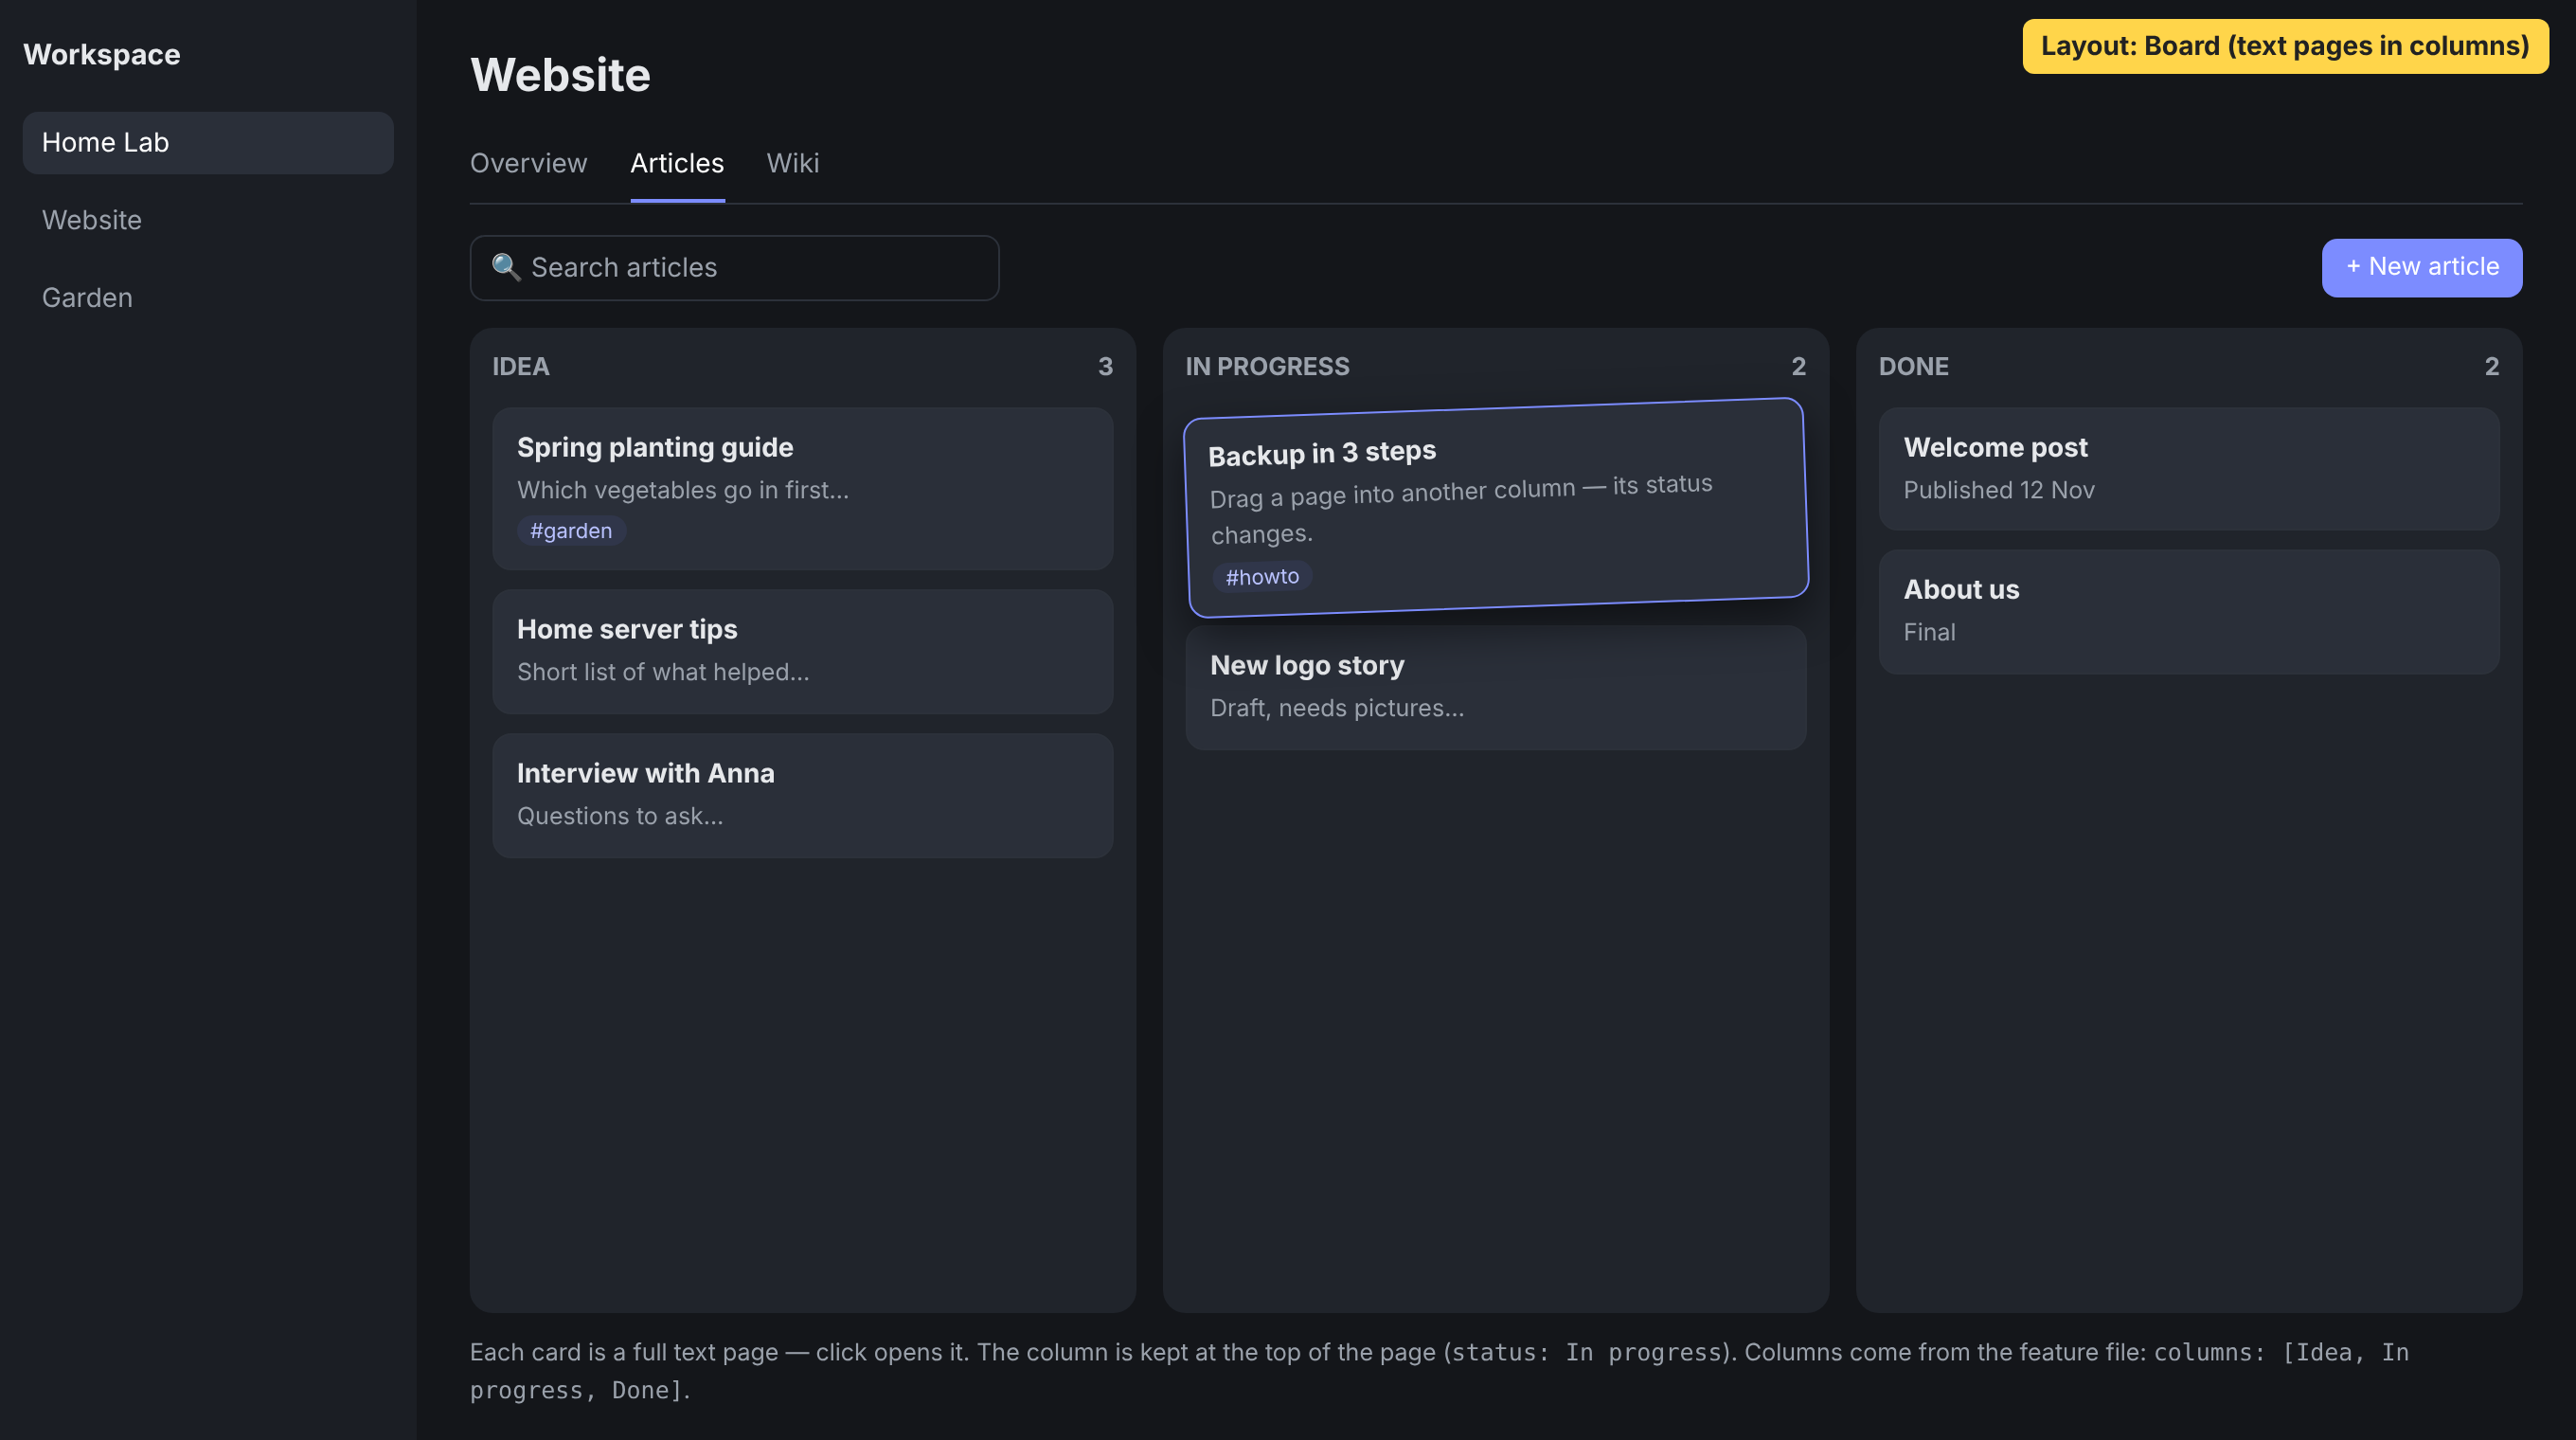 Workspace
Home Lab
Website
Garden
Website
Layout: Board (text pages in columns)
Overview Articles Wiki
🔍 Search articles
+ New article
IDEA 3
Spring planting guide
Which vegetables go in first...
#garden
Home server tips
Short list of what helped...
Interview with Anna
Questions to ask...
IN PROGRESS 2
Backup in 3 steps
Drag a page into another column — its status
changes.
#howto
New logo story
Draft, needs pictures...
DONE 2
Welcome post
Published 12 Nov
About us
Final
Each card is a full text page — click opens it. The column is kept at the top of the page (status: In progress). Columns come from the feature file: columns: [Idea, In
progress, Done].